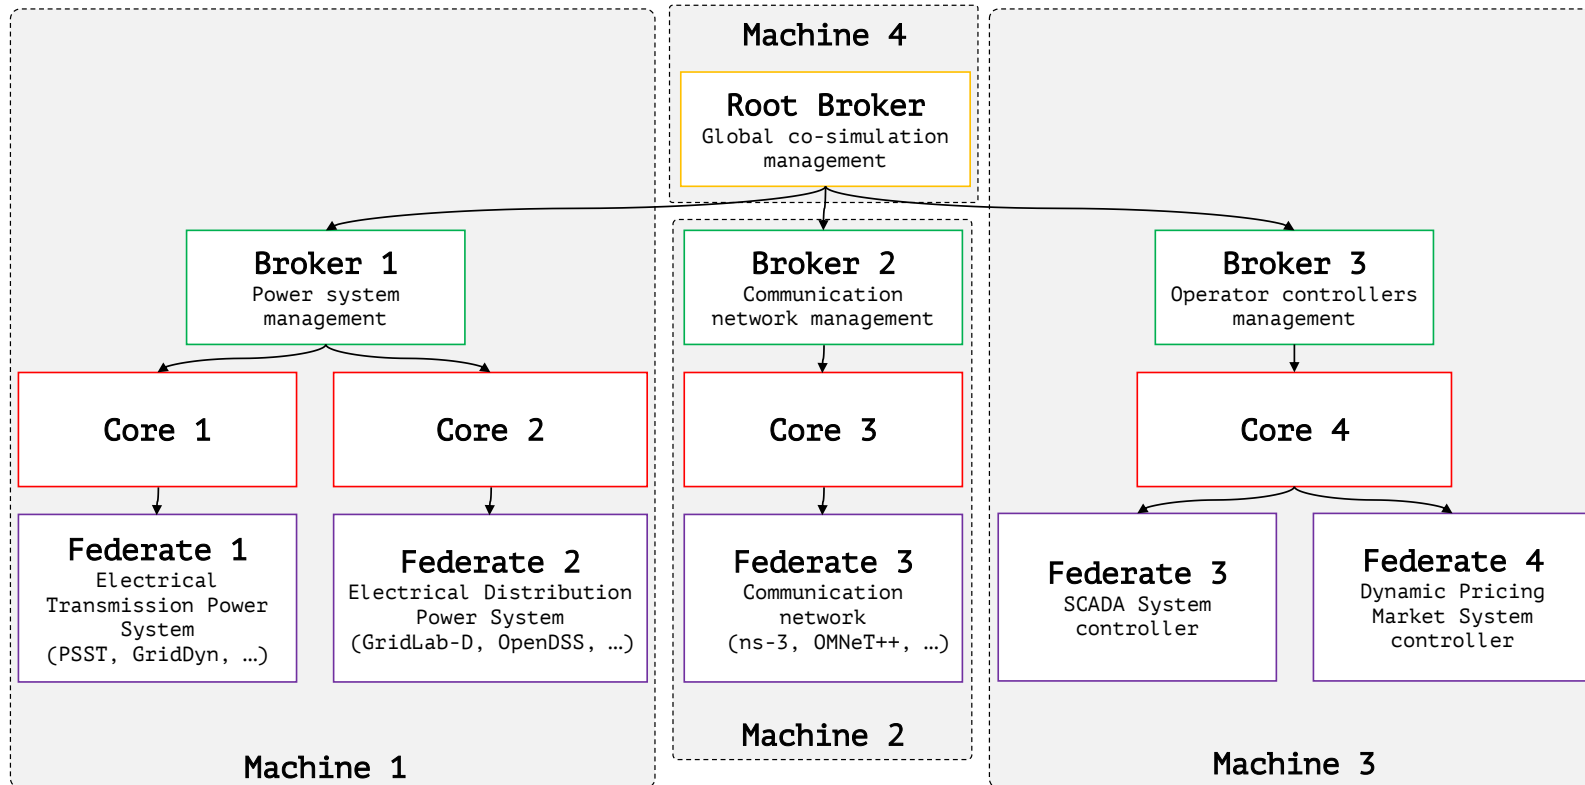 Machine 4
Root Broker
Global co-simulation
management
Broker 1
Power system
management
Broker 2
Communication
network management
Broker 3
Operator controllers
management
Core 1
Core 2
Core 3
Core 4
Federate 1
Electrical
Transmission Power
System
(PSST, GridDyn, …)
Federate 2
Electrical Distribution
Power System
(GridLab-D, OpenDSS, …)
Federate 3
Communication
network
(ns-3, OMNeT++, …)
Federate 3
SCADA System
controller
Federate 4
Dynamic Pricing
Market System
controller
Machine 1
Machine 2
Machine 3